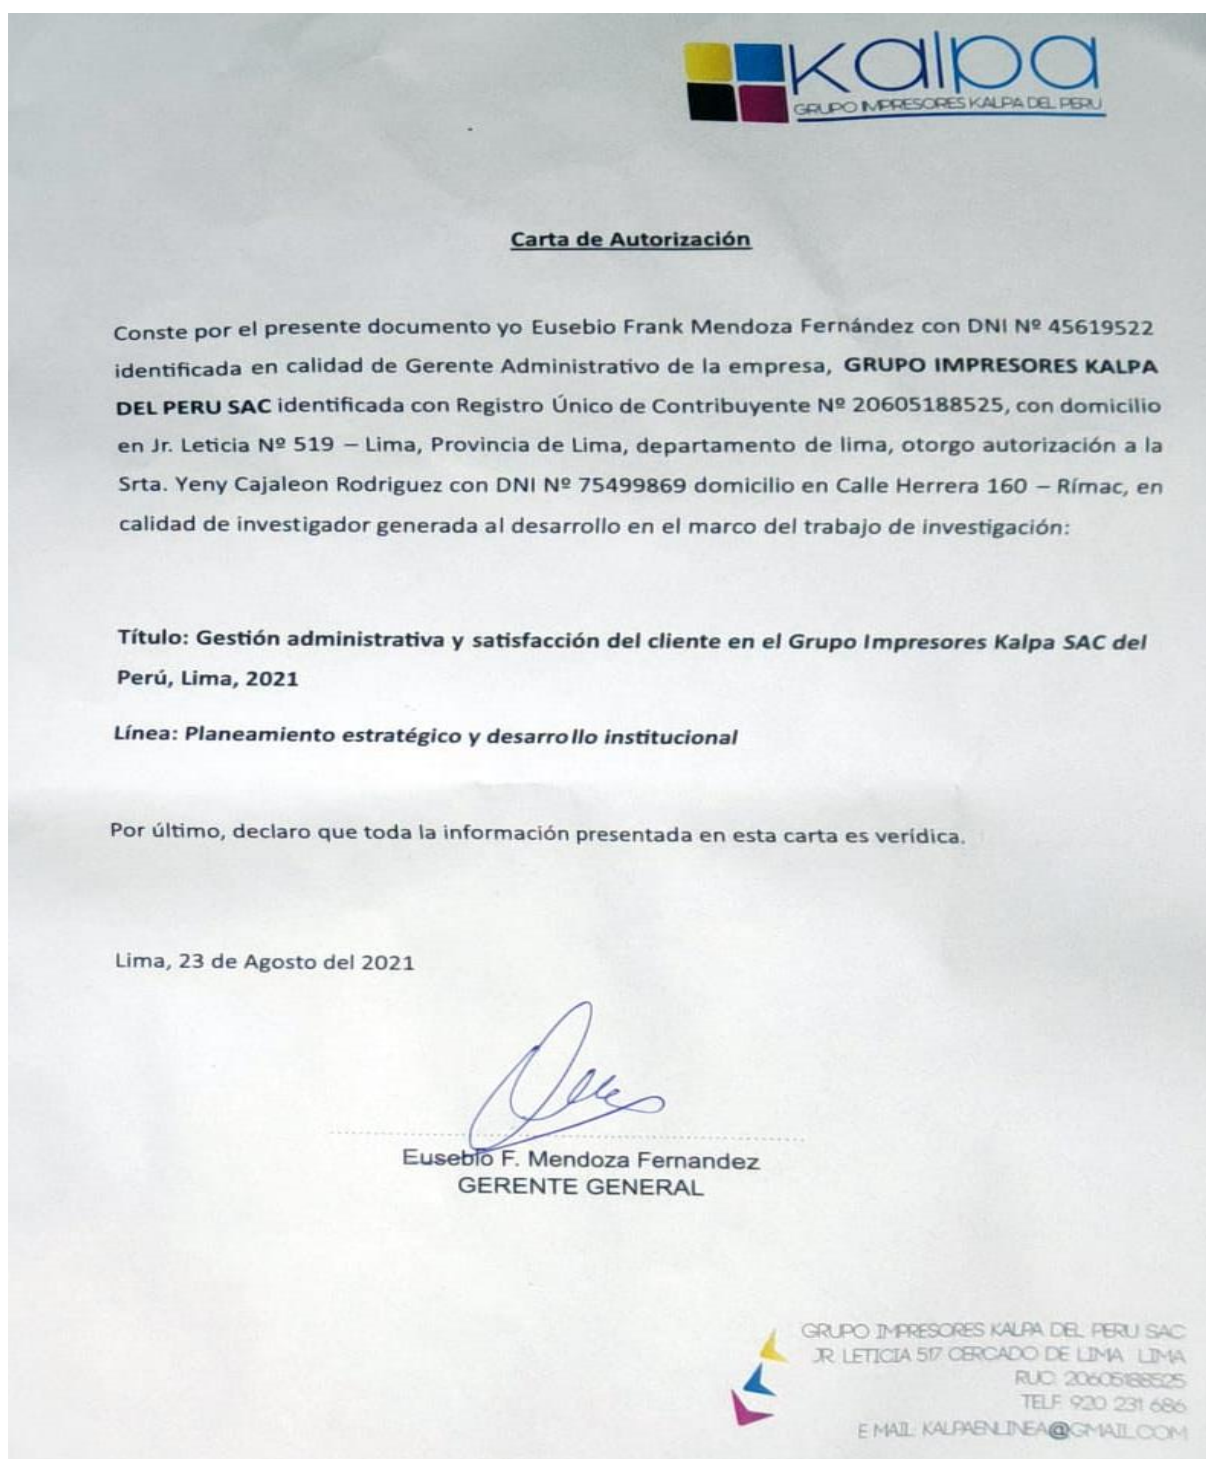 kalpa
GRUPO IMPRESORES KALPA DEL PERU
Carta de Autorización
Conste por el presente documento yo Eusebio Frank Mendoza Fernández con DNI Nº 45619522
identificada en calidad de Gerente Administrativo de la empresa, GRUPO IMPRESORES KALPA
DEL PERU SAC identificada con Registro Único de Contribuyente Nº 20605188525, con domicilio
en Jr. Leticia Nº 519 – Lima, Provincia de Lima, departamento de lima, otorgo autorización a la
Srta. Yeny Cajaleon Rodriguez con DNI Nº 75499869 domicilio en Calle Herrera 160 – Rímac, en
calidad de investigador generada al desarrollo en el marco del trabajo de investigación:
Título: Gestión administrativa y satisfacción del cliente en el Grupo Impresores Kalpa SAC del
Perú, Lima, 2021
Línea: Planeamiento estratégico y desarrollo institucional
Por último, declaro que toda la información presentada en esta carta es verídica.
Lima, 23 de Agosto del 2021
Eusebio F. Mendoza Fernandez
GERENTE GENERAL
GRUPO IMPRESORES KALPA DEL PERU SAC
JR. LETICIA 517 CERCADO DE LIMA LIMA
RUC: 20605188525
TELF: 920 231 686
E MAIL: KALPAENLINEA@GMAIL.COM